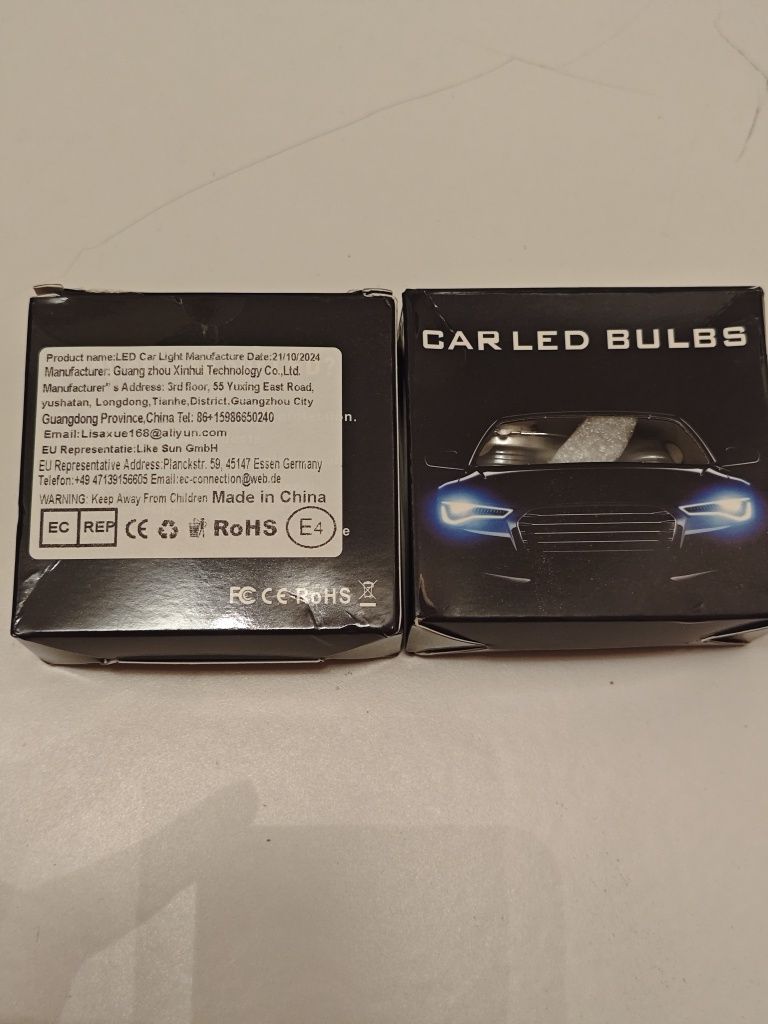 Product name:LED Car Light Manufacture Date:21/10/2024
Manufacturer: Guang zhou Xinhui Technology Co.,Ltd.
Manufacturer" s Address: 3rd floor, 55 Yuxing East Road,
yushatan, Longdong,Tianhe,District.Guangzhou City
Guangdong Province,China Tel: 86+15986650240
Email:Lisaxue168@aliyun.com
EU Representatie:Like Sun GmbH
EU Representative Address:Planckstr. 59, 45147 Essen Germany
Telefon:+49 47139156605 Email:ec-connection@web.de
WARNING: Keep Away From Children Made in China
EC REP CE RoHS E4
FC CE RoHS
CAR LED BULBS